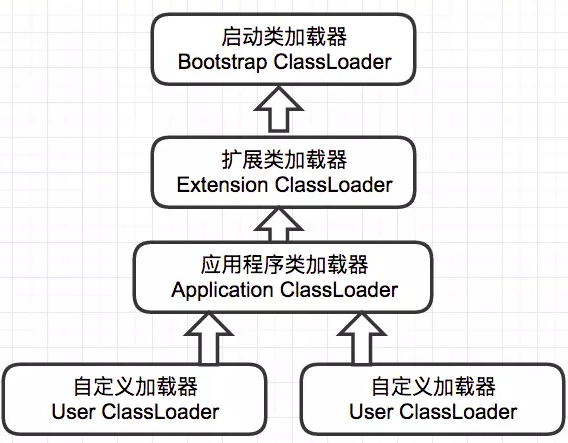 启动类加载器
Bootstrap ClassLoader
扩展类加载器
Extension ClassLoader
应用程序类加载器
Application ClassLoader
自定义加载器
User ClassLoader
自定义加载器
User ClassLoader